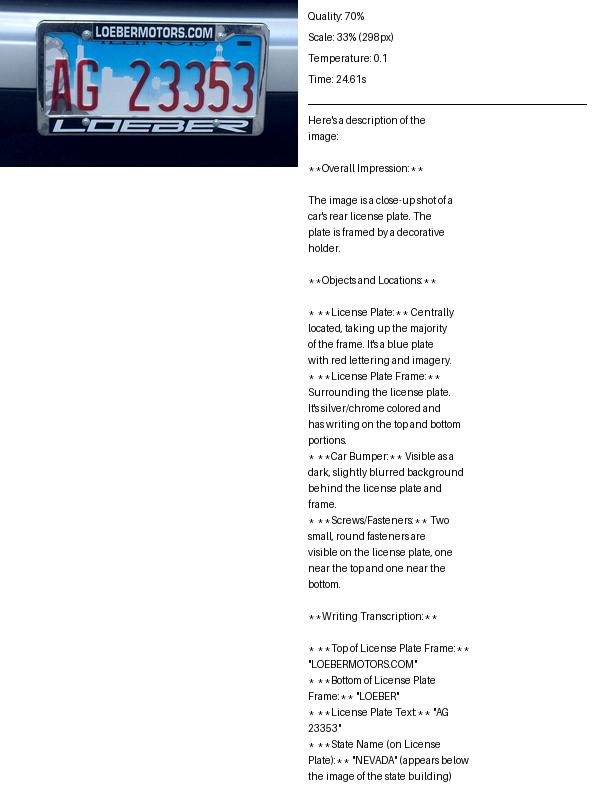 LOEBERMOTORS.COM
AG 23353
LOEBER
Quality: 70%
Scale: 33% (298px)
Temperature: 0.1
Time: 24.61s
Here's a description of the
image:
**Overall Impression:**
The image is a close-up shot of a
car's rear license plate. The
plate is framed by a decorative
holder.
**Objects and Locations:**
* **License Plate:** Centrally
located, taking up the majority
of the frame. It's a blue plate
with red lettering and imagery.
* **License Plate Frame:**
Surrounding the license plate.
It's silver/chrome colored and
has writing on the top and bottom
portions.
* **Car Bumper:** Visible as a
dark, slightly blurred background
behind the license plate and
frame.
* **Screws/Fasteners:** Two
small, round fasteners are
visible on the license plate, one
near the top and one near the
bottom.
**Writing Transcription:**
* **Top of License Plate Frame:**
"LOEBERMOTORS.COM"
* **Bottom of License Plate
Frame:** "LOEBER"
* **License Plate Text:** "AG
23353"
* **State Name (on License
Plate):** "NEVADA" (appears below
the image of the state building)